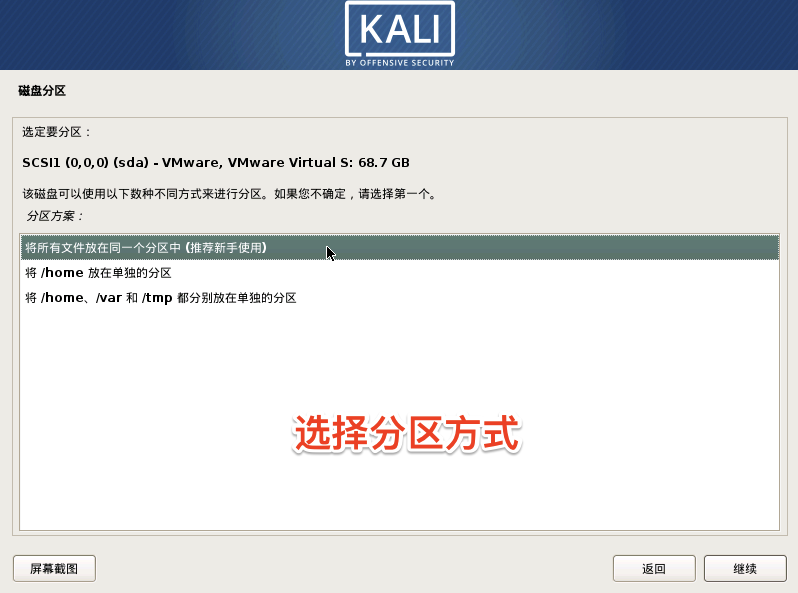 KALI
BY OFFENSIVE SECURITY
磁盘分区
选定要分区：
SCSI1 (0,0,0) (sda) - VMware, VMware Virtual S: 68.7 GB
该磁盘可以使用以下数种不同方式来进行分区。如果您不确定，请选择第一个。
分区方案：
将所有文件放在同一个分区中 (推荐新手使用)
将 /home 放在单独的分区
将 /home、/var 和 /tmp 都分别放在单独的分区
选择分区方式
屏幕截图
返回
继续